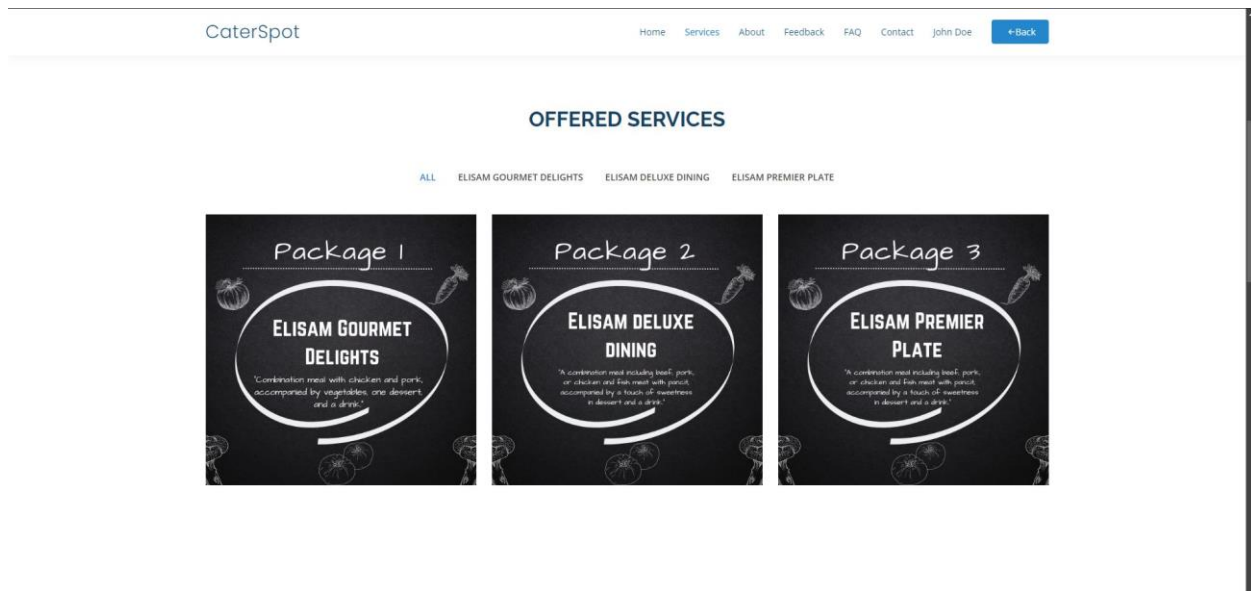 CaterSpot
Home Services About Feedback FAQ Contact John Doe ←Back
OFFERED SERVICES
ALL ELISAM GOURMET DELIGHTS ELISAM DELUXE DINING ELISAM PREMIER PLATE
Package 1
ELISAM GOURMET
DELIGHTS
"Combination meal with chicken and pork,
accompanied by vegetables, one dessert,
and a drink."
Package 2
ELISAM DELUXE
DINING
"A combination meal including beef, pork,
or chicken and fish meat with pancit,
accompanied by a touch of sweetness
in dessert and a drink."
Package 3
ELISAM PREMIER
PLATE
"A combination meal including beef, pork,
or chicken and fish meat with pancit,
accompanied by a touch of sweetness
in dessert and a drink."